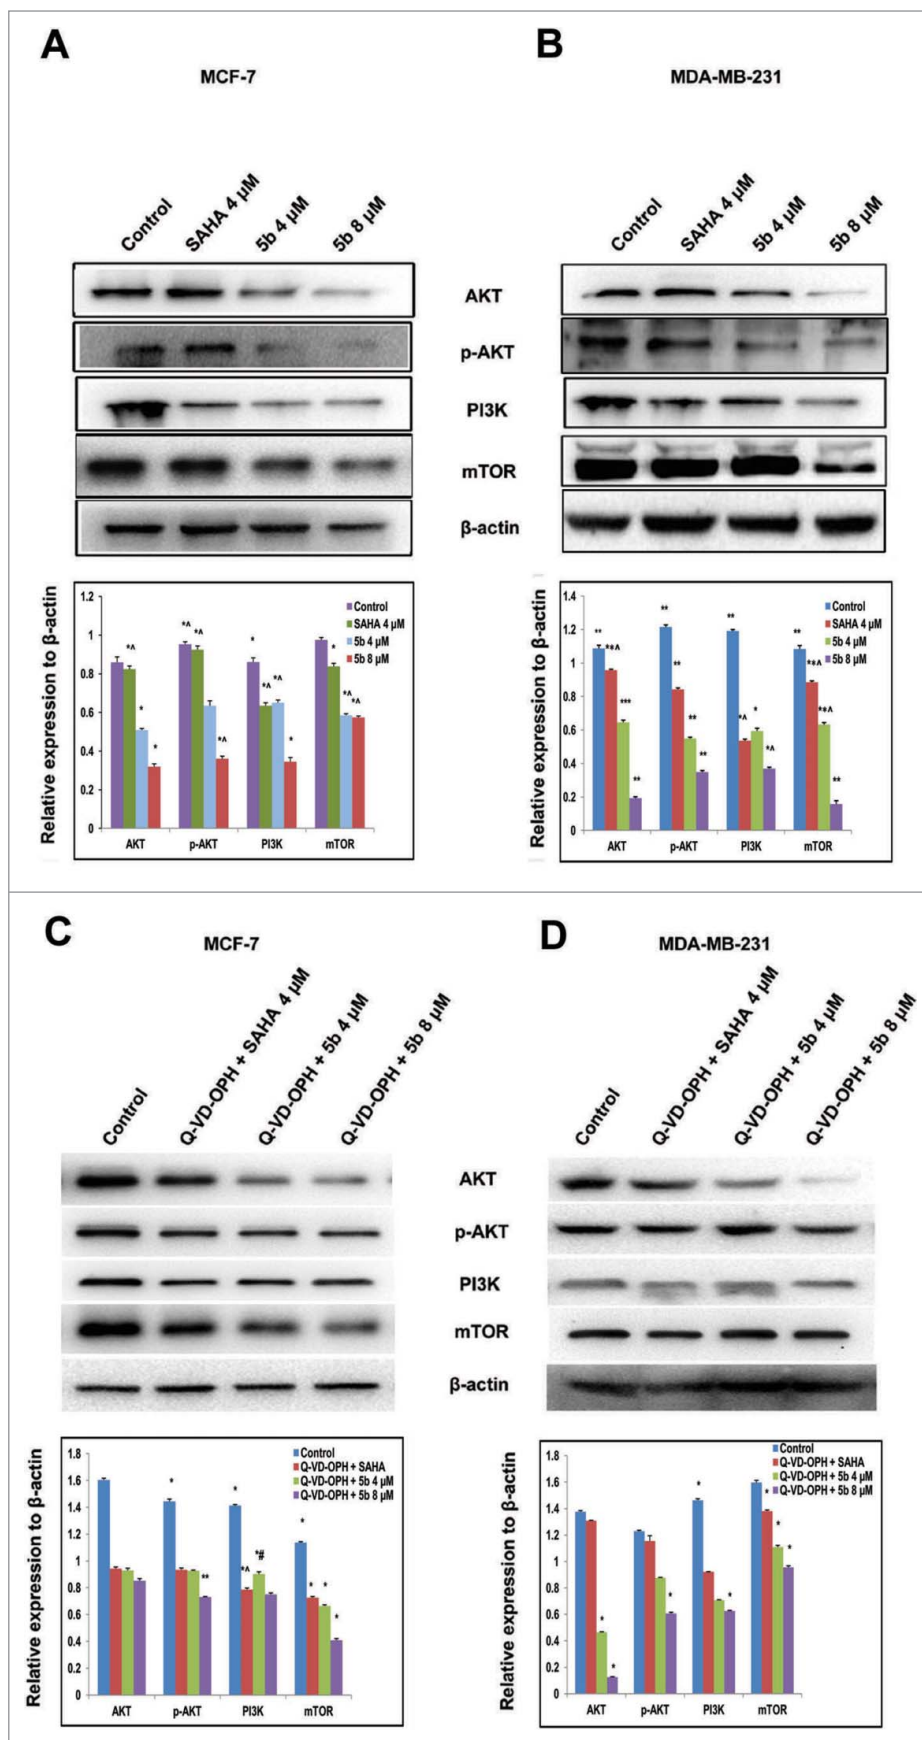 A
B
MCF-7
MDA-MB-231
Control
SAHA 4 µM
5b 4 µM
5b 8 µM
Control
SAHA 4 µM
5b 4 µM
5b 8 µM
AKT
p-AKT
PI3K
mTOR
β-actin
Relative expression to β-actin
1.2
1
0.8
0.6
0.4
0.2
0
*^
*
*
*^
*^
*^
*
*^
*^
*
*
*^
*^
Control
SAHA 4 µM
5b 4 µM
5b 8 µM
AKT
p-AKT
PI3K
mTOR
Relative expression to β-actin
1.4
1.2
1
0.8
0.6
0.4
0.2
0
**
**^
***
**
**
**
**
**
**
*^
*
*^
**
**^
**^
**
Control
SAHA 4 µM
5b 4 µM
5b 8 µM
AKT
p-AKT
PI3K
mTOR
C
D
MCF-7
MDA-MB-231
Control
Q-VD-OPH + SAHA 4 µM
Q-VD-OPH + 5b 4 µM
Q-VD-OPH + 5b 8 µM
Control
Q-VD-OPH + SAHA 4 µM
Q-VD-OPH + 5b 4 µM
Q-VD-OPH + 5b 8 µM
AKT
p-AKT
PI3K
mTOR
β-actin
Relative expression to β-actin
1.8
1.6
1.4
1.2
1
0.8
0.6
0.4
0.2
0
*
**
*
*^
*#
*
*
*
*
Control
Q-VD-OPH + SAHA
Q-VD-OPH + 5b 4 µM
Q-VD-OPH + 5b 8 µM
AKT
p-AKT
PI3K
mTOR
Relative expression to β-actin
1.8
1.6
1.4
1.2
1
0.8
0.6
0.4
0.2
0
*
*
*
*
*
*
*
*
Control
Q-VD-OPH + SAHA
Q-VD-OPH + 5b 4 µM
Q-VD-OPH + 5b 8 µM
AKT
p-AKT
PI3K
mTOR